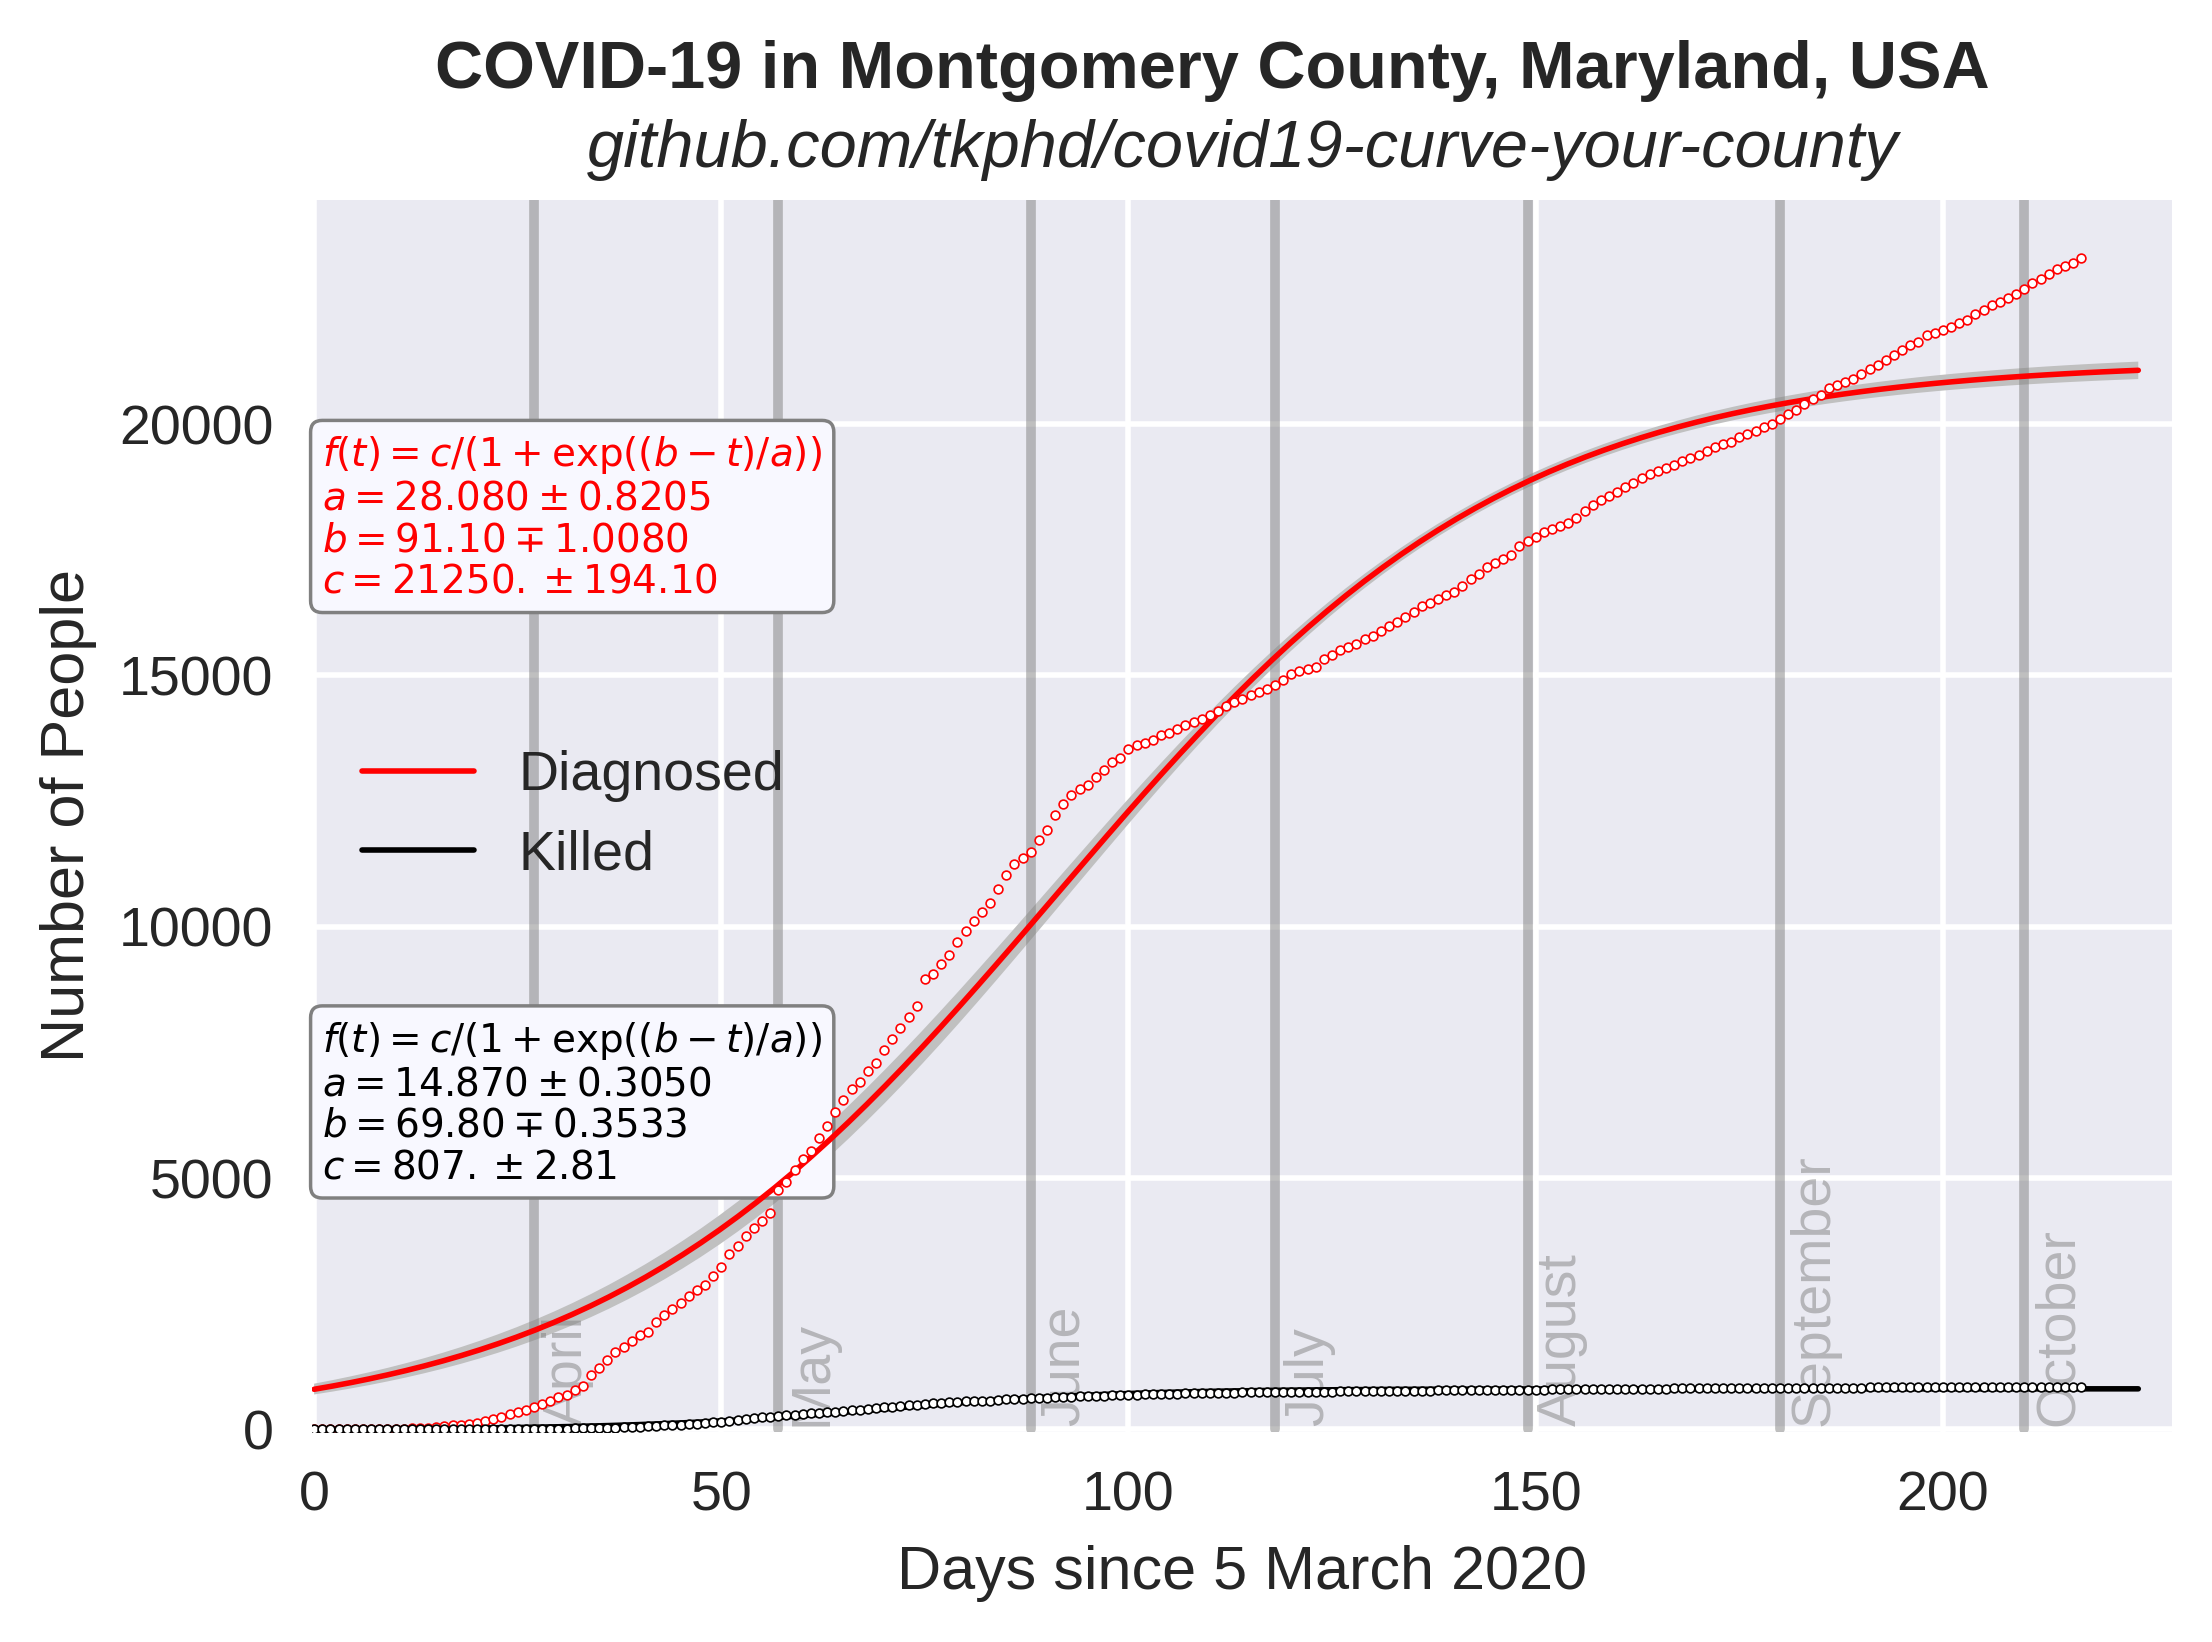 COVID-19 in Montgomery County, Maryland, USA
github.com/tkphd/covid19-curve-your-county
Number of People
20000
15000
10000
5000
0
f(t) = c/(1 + exp((b − t)/a))
a = 28.080 ± 0.8205
b = 91.10 ∓ 1.0080
c = 21250. ± 194.10
Diagnosed
Killed
f(t) = c/(1 + exp((b − t)/a))
a = 14.870 ± 0.3050
b = 69.80 ∓ 0.3533
c = 807. ± 2.81
April
May
June
July
August
September
October
0
50
100
150
200
Days since 5 March 2020